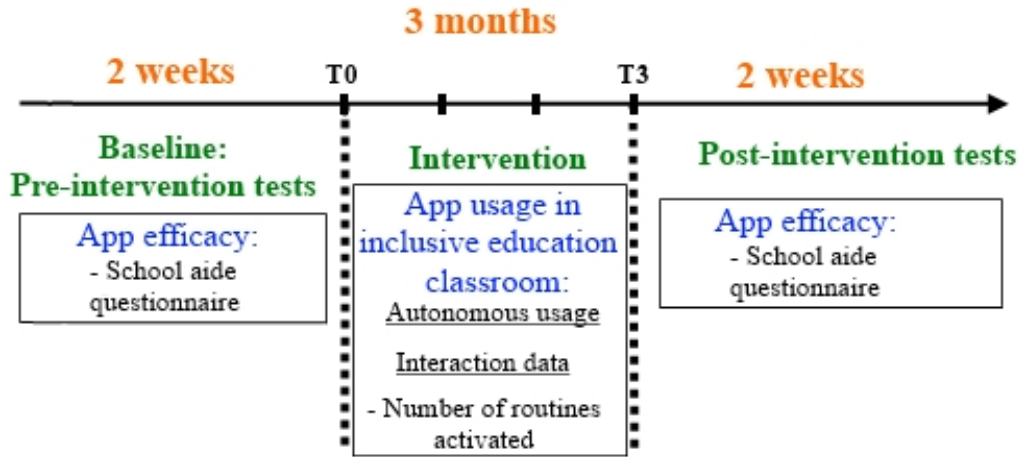 3 months
2 weeks
T0
T3
2 weeks
Baseline:
Pre-intervention tests
App efficacy:
- School aide
questionnaire
Intervention
App usage in
inclusive education
classroom:
Autonomous usage
Interaction data
- Number of routines
activated
Post-intervention tests
App efficacy:
- School aide
questionnaire